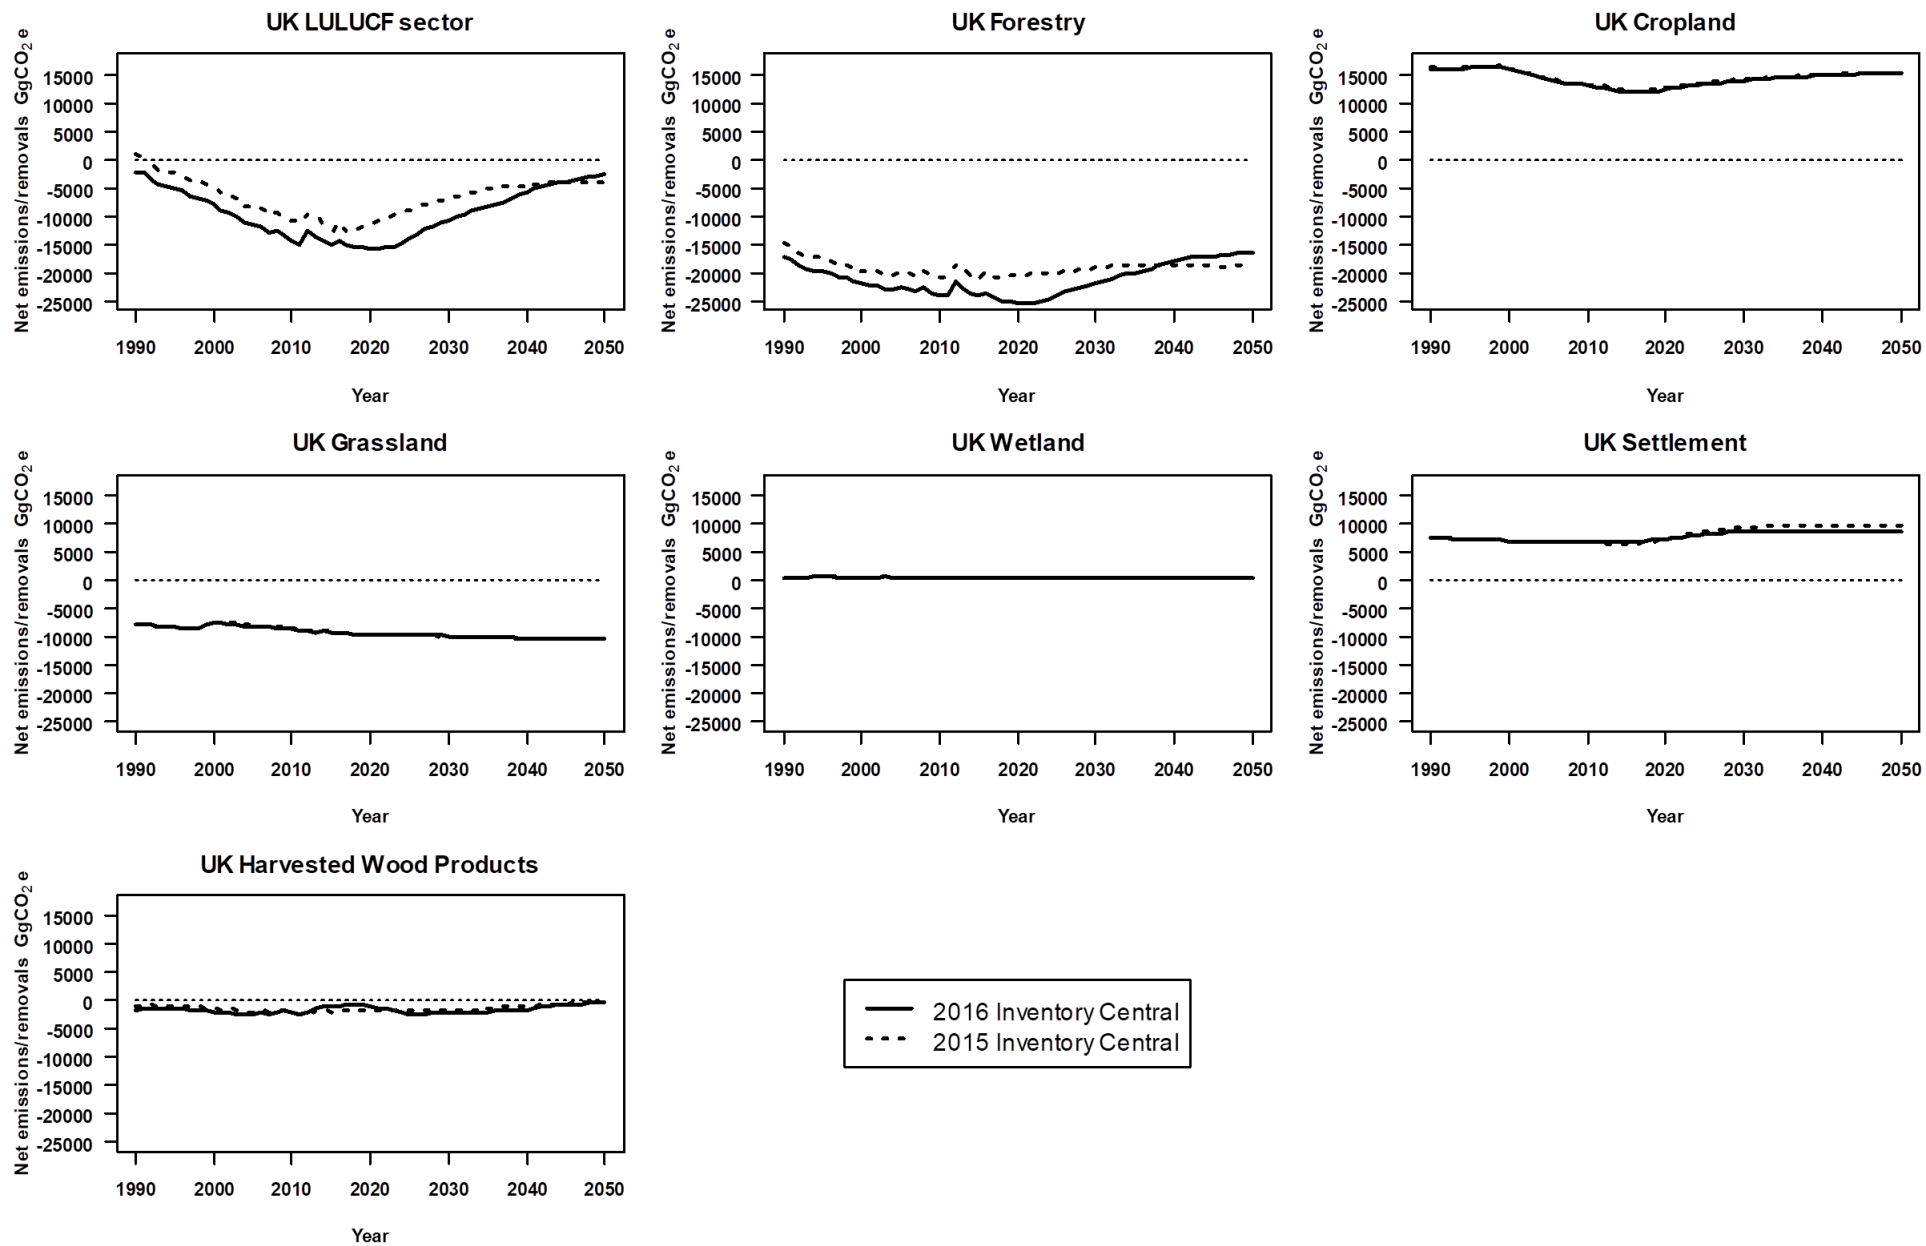 UK LULUCF sector
Net emissions/removals GgCO2 e
15000
10000
5000
0
-5000
-10000
-15000
-20000
-25000
1990 2000 2010 2020 2030 2040 2050
Year
UK Forestry
Net emissions/removals GgCO2 e
15000
10000
5000
0
-5000
-10000
-15000
-20000
-25000
1990 2000 2010 2020 2030 2040 2050
Year
UK Cropland
Net emissions/removals GgCO2 e
15000
10000
5000
0
-5000
-10000
-15000
-20000
-25000
1990 2000 2010 2020 2030 2040 2050
Year
UK Grassland
Net emissions/removals GgCO2 e
15000
10000
5000
0
-5000
-10000
-15000
-20000
-25000
1990 2000 2010 2020 2030 2040 2050
Year
UK Wetland
Net emissions/removals GgCO2 e
15000
10000
5000
0
-5000
-10000
-15000
-20000
-25000
1990 2000 2010 2020 2030 2040 2050
Year
UK Settlement
Net emissions/removals GgCO2 e
15000
10000
5000
0
-5000
-10000
-15000
-20000
-25000
1990 2000 2010 2020 2030 2040 2050
Year
UK Harvested Wood Products
Net emissions/removals GgCO2 e
15000
10000
5000
0
-5000
-10000
-15000
-20000
-25000
1990 2000 2010 2020 2030 2040 2050
Year
2016 Inventory Central
2015 Inventory Central